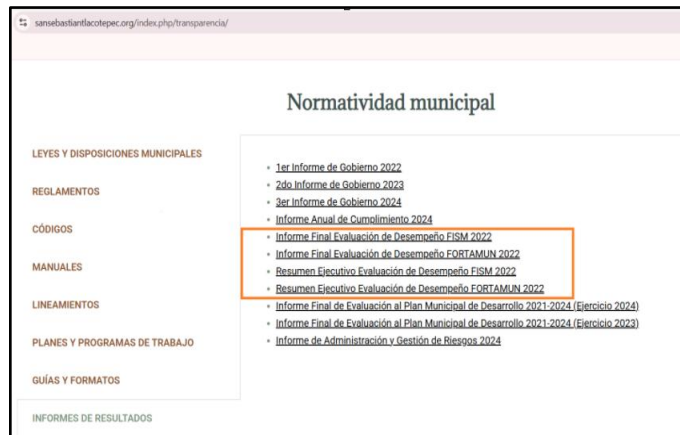 sansebastiantlacotepec.org/index.php/transparencia/
Normatividad municipal
LEYES Y DISPOSICIONES MUNICIPALES
REGLAMENTOS
CÓDIGOS
MANUALES
LINEAMIENTOS
PLANES Y PROGRAMAS DE TRABAJO
GUÍAS Y FORMATOS
INFORMES DE RESULTADOS
1er Informe de Gobierno 2022
2do Informe de Gobierno 2023
3er Informe de Gobierno 2024
Informe Anual de Cumplimiento 2024
Informe Final Evaluación de Desempeño FISM 2022
Informe Final Evaluación de Desempeño FORTAMUN 2022
Resumen Ejecutivo Evaluación de Desempeño FISM 2022
Resumen Ejecutivo Evaluación de Desempeño FORTAMUN 2022
Informe Final de Evaluación al Plan Municipal de Desarrollo 2021-2024 (Ejercicio 2024)
Informe Final de Evaluación al Plan Municipal de Desarrollo 2021-2024 (Ejercicio 2023)
Informe de Administración y Gestión de Riesgos 2024